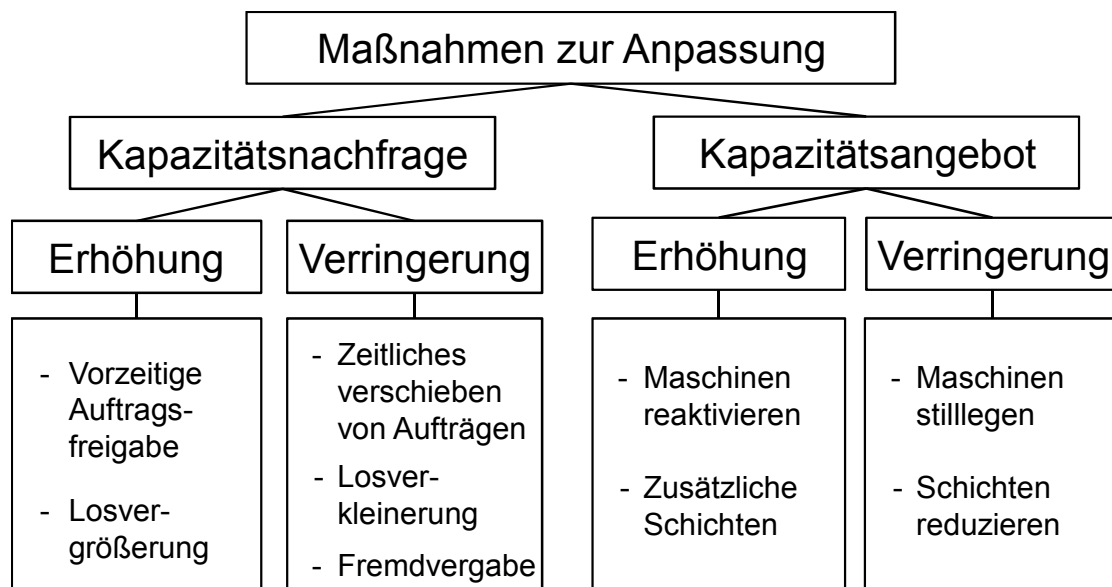 Maßnahmen zur Anpassung
Kapazitätsnachfrage
Kapazitätsangebot
Erhöhung
Verringerung
Erhöhung
Verringerung
- Vorzeitige
Auftrags-
freigabe
- Losver-
größerung
- Zeitliches
verschieben
von Aufträgen
- Losver-
kleinerung
- Fremdvergabe
- Maschinen
reaktivieren
- Zusätzliche
Schichten
- Maschinen
stilllegen
- Schichten
reduzieren